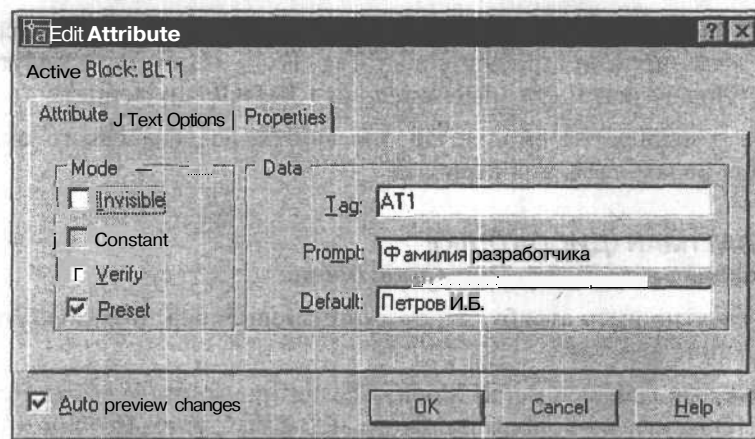 Edit Attribute
Active Block: BL11
Attribute Text Options Properties
Mode
Invisible
Constant
Verify
Preset
Data
Tag: AT1
Prompt: Фамилия разработчика
Default: Петров И.Б.
Auto preview changes
OK Cancel Help